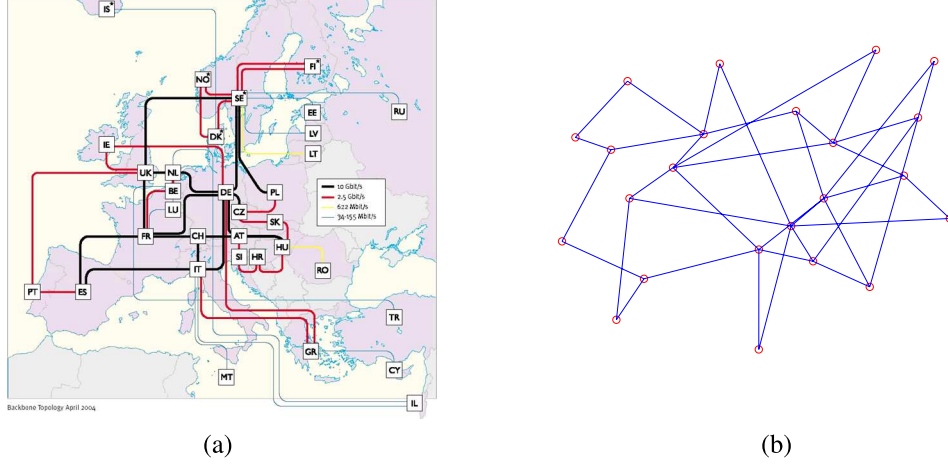 IS*
FI*
NO*
SE*
RU
EE
DK*
LV
IE
LT
UK
NL
BE
DE
PL
10 Gbit/s
2.5 Gbit/s
622 Mbit/s
34-155 Mbit/s
LU
CZ
SK
FR
CH
AT
HU
SI
HR
IT
RO
PT
ES
TR
GR
MT
CY
IL
Backbone Topology April 2004
(a)
(b)